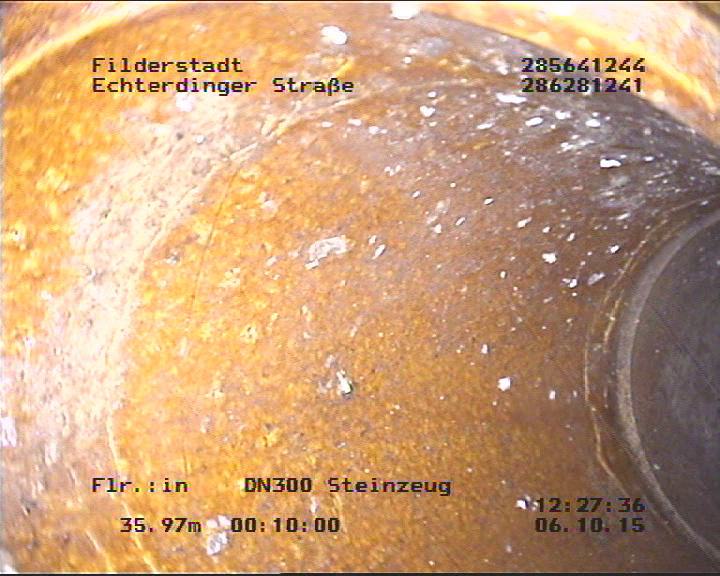 Filderstadt 285641244
Echterdinger Straße 286281241
Flr.:in DN300 Steinzeug
12:27:36
35.97m 00:10:00 06.10.15